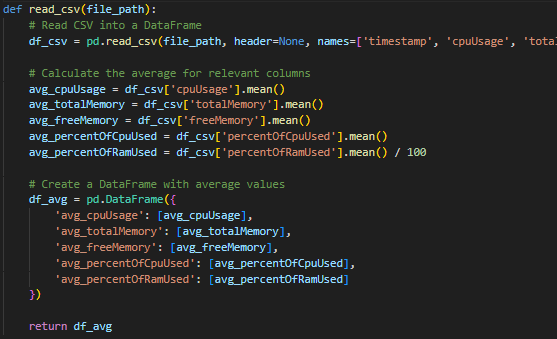 def read_csv(file_path):
    # Read CSV into a DataFrame
    df_csv = pd.read_csv(file_path, header=None, names=['timestamp', 'cpuUsage', 'tota
    # Calculate the average for relevant columns
    avg_cpuUsage = df_csv['cpuUsage'].mean()
    avg_totalMemory = df_csv['totalMemory'].mean()
    avg_freeMemory = df_csv['freeMemory'].mean()
    avg_percentOfCpuUsed = df_csv['percentOfCpuUsed'].mean()
    avg_percentOfRamUsed = df_csv['percentOfRamUsed'].mean() / 100
    # Create a DataFrame with average values
    df_avg = pd.DataFrame({
        'avg_cpuUsage': [avg_cpuUsage],
        'avg_totalMemory': [avg_totalMemory],
        'avg_freeMemory': [avg_freeMemory],
        'avg_percentOfCpuUsed': [avg_percentOfCpuUsed],
        'avg_percentOfRamUsed': [avg_percentOfRamUsed]
    })
    return df_avg